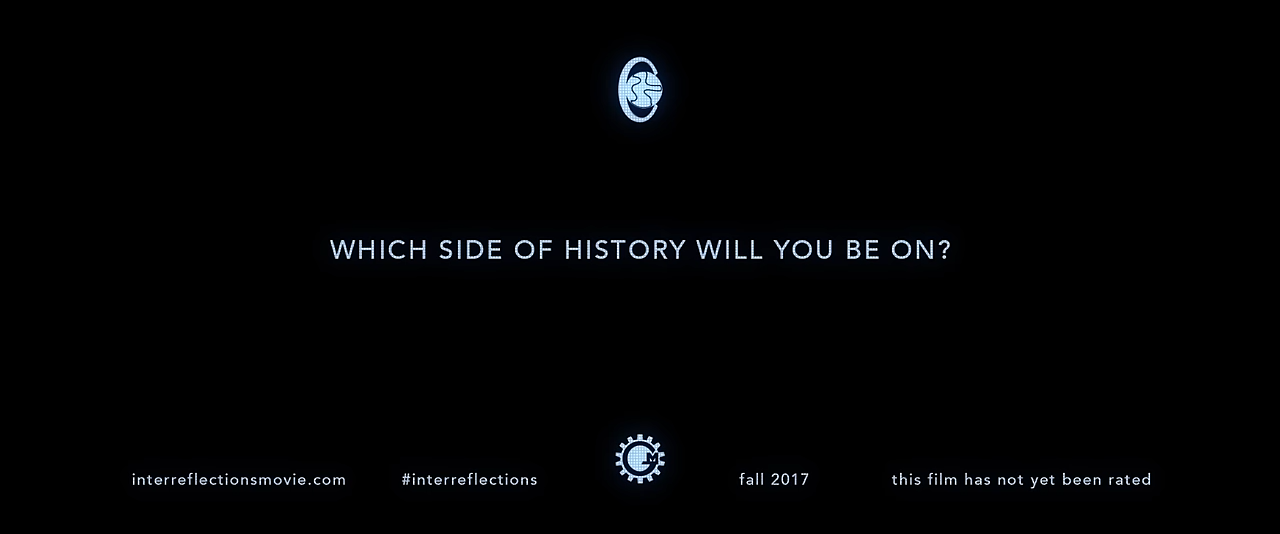 WHICH SIDE OF HISTORY WILL YOU BE ON?
interreflectionsmovie.com #interreflections fall 2017 this film has not yet been rated